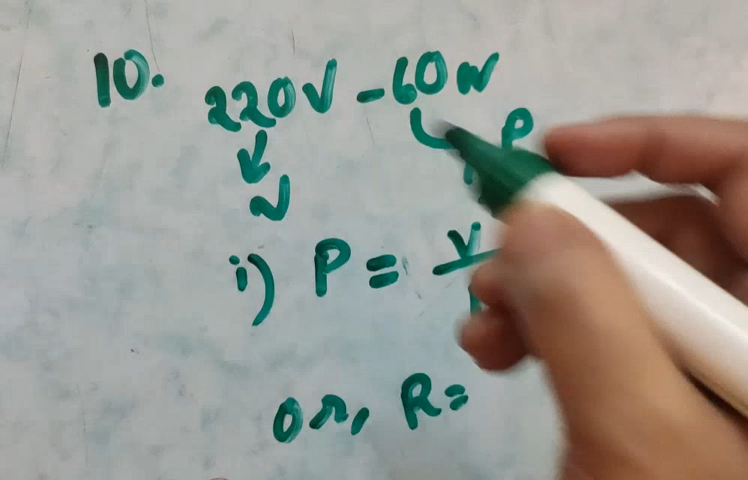 10. 220V - 60W
↓ P
V
i) P = V
or, R =